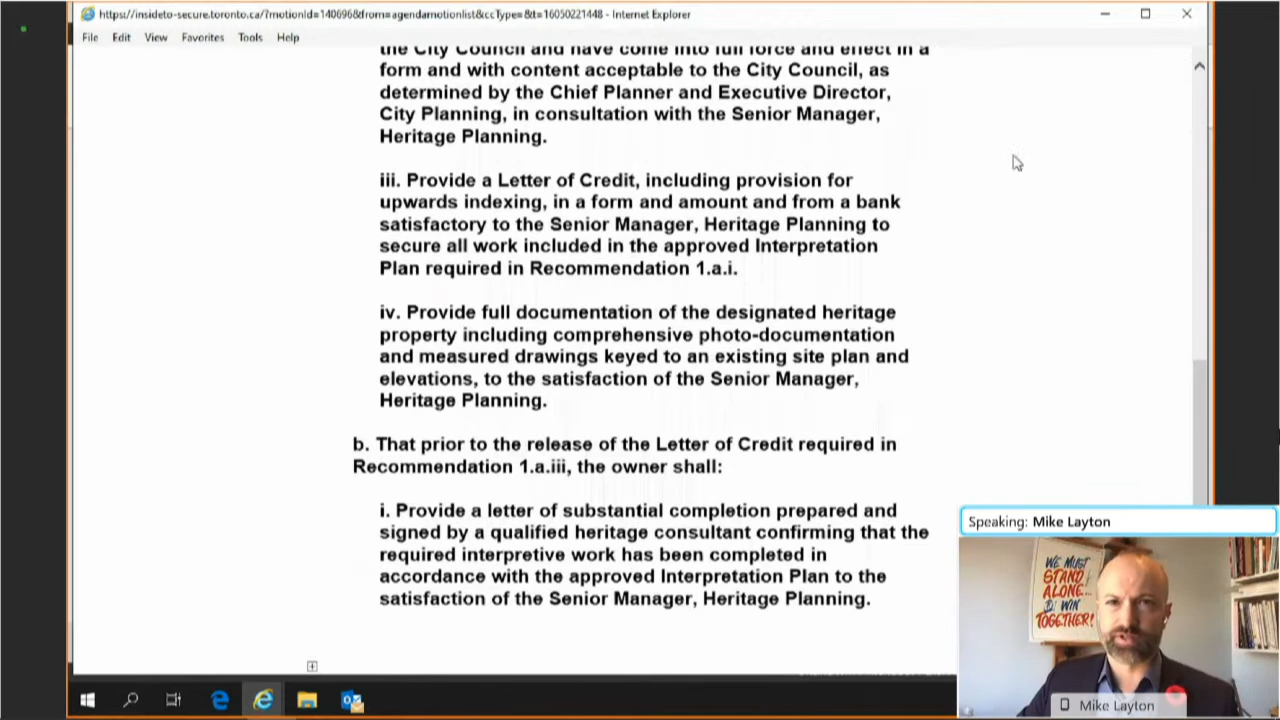 https://insideto-secure.toronto.ca/?motionId=140696&from=agendamotionlist&ccType=&t=16050221448 - Internet Explorer
File Edit View Favorites Tools Help
the City Council and have come into full force and effect in a
form and with content acceptable to the City Council, as
determined by the Chief Planner and Executive Director,
City Planning, in consultation with the Senior Manager,
Heritage Planning.
iii. Provide a Letter of Credit, including provision for
upwards indexing, in a form and amount and from a bank
satisfactory to the Senior Manager, Heritage Planning to
secure all work included in the approved Interpretation
Plan required in Recommendation 1.a.i.
iv. Provide full documentation of the designated heritage
property including comprehensive photo-documentation
and measured drawings keyed to an existing site plan and
elevations, to the satisfaction of the Senior Manager,
Heritage Planning.
b. That prior to the release of the Letter of Credit required in
Recommendation 1.a.iii, the owner shall:
i. Provide a letter of substantial completion prepared and
signed by a qualified heritage consultant confirming that the
required interpretive work has been completed in
accordance with the approved Interpretation Plan to the
satisfaction of the Senior Manager, Heritage Planning.
Speaking: Mike Layton
WE MUST
STAND
ALONE...
WIN
TOGETHER!
Mike Layton